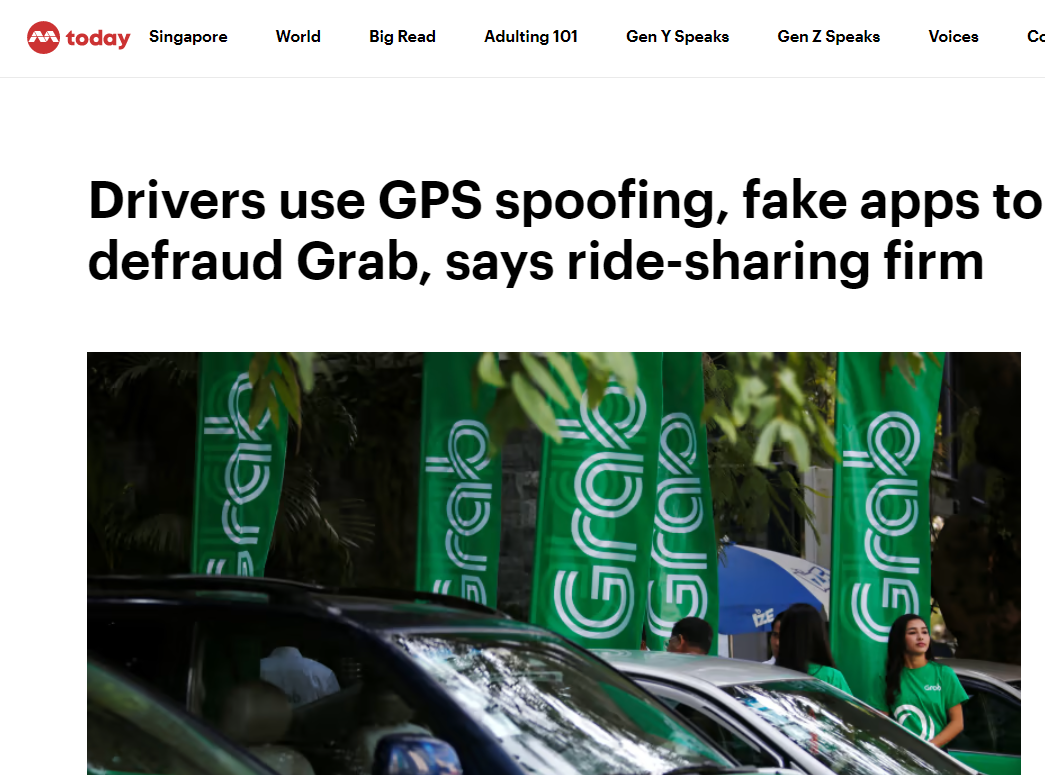 today Singapore World Big Read Adulting 101 Gen Y Speaks Gen Z Speaks Voices
Drivers use GPS spoofing, fake apps to
defraud Grab, says ride-sharing firm
Grab
Grab
Grab
Grab
Grab
IZE
Grab